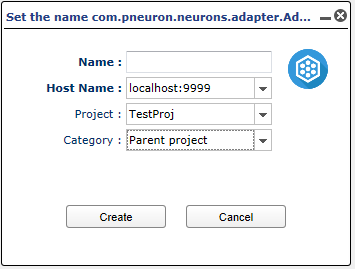 Set the name com.pneuron.neurons.adapter.Ad...
Name :
Host Name : localhost:9999
Project : TestProj
Category : Parent project
Create Cancel